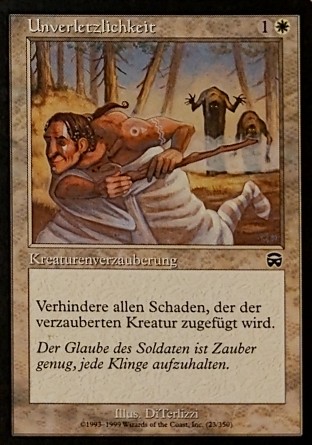 Unverletzlichkeit 1
Kreaturenverzauberung
Verhindere allen Schaden, der der
verzauberten Kreatur zugefügt wird.
Der Glaube des Soldaten ist Zauber
genug, jede Klinge aufzuhalten.
Illus. DiTerlizzi
©1993-1999 Wizards of the Coast, Inc. (23/350)